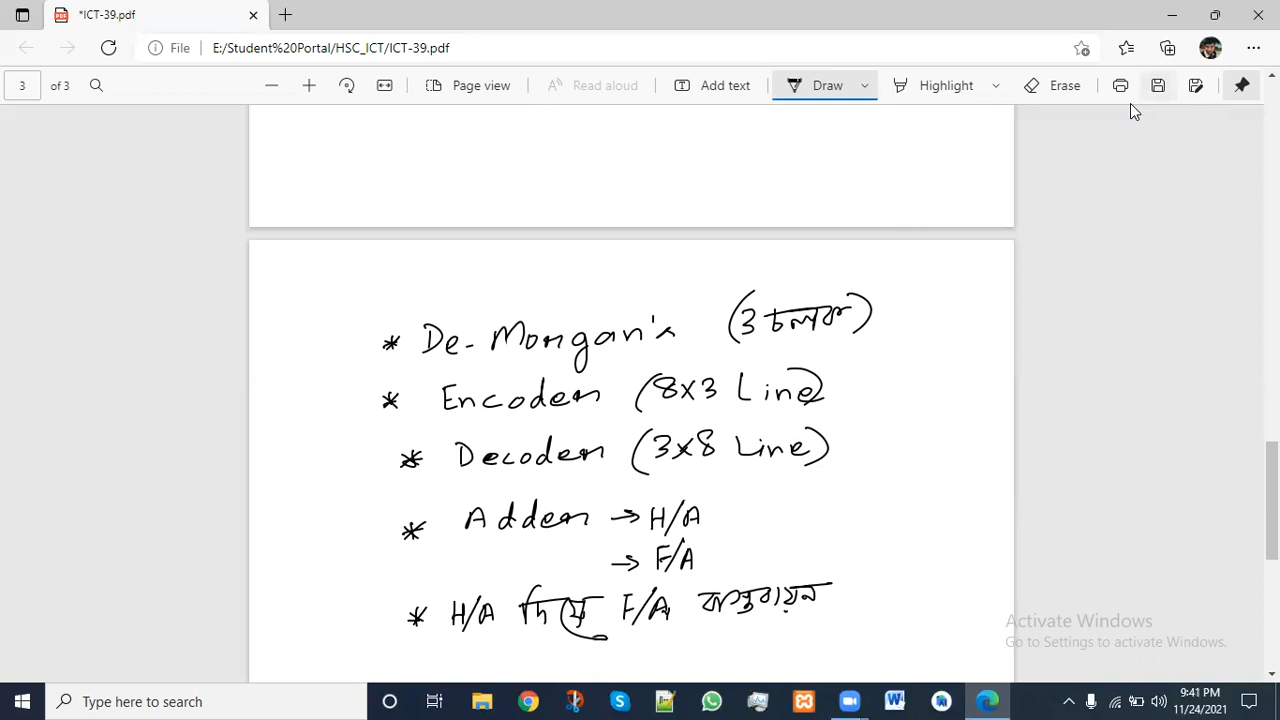 *ICT-39.pdf
File E:/Student%20Portal/HSC_ICT/ICT-39.pdf
3 of 3 Page view Read aloud Add text Draw Highlight Erase
* De-Morgan's (3 চলক)
* Encoder (8x3 Line)
* Decoder (3x8 Line)
* Adder → H/A
→ F/A
* H/A দিয়ে F/A বাস্তবায়ন
Activate Windows
Go to Settings to activate Windows.
Type here to search
9:41 PM
11/24/2021